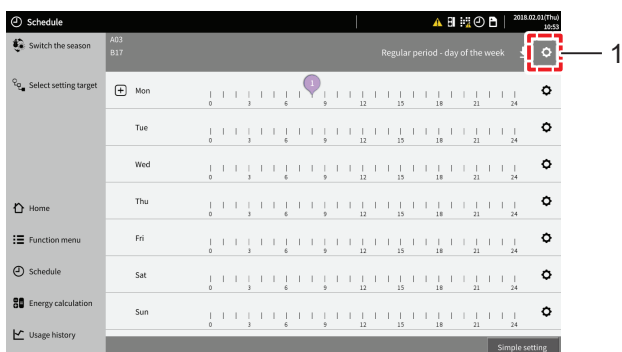 Schedule
2018.02.01(Thu)
10:53
Switch the season
A03
B17
Regular period - day of the week
1
Select setting target
Mon
1
0 3 6 9 12 15 18 21 24
Tue
0 3 6 9 12 15 18 21 24
Wed
0 3 6 9 12 15 18 21 24
Thu
0 3 6 9 12 15 18 21 24
Home
Function menu
Fri
0 3 6 9 12 15 18 21 24
Schedule
Sat
0 3 6 9 12 15 18 21 24
Energy calculation
Sun
0 3 6 9 12 15 18 21 24
Usage history
Simple setting